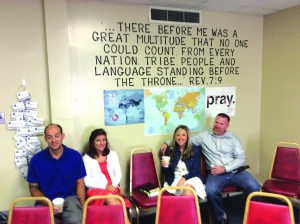 "...THERE BEFORE ME WAS A
GREAT MULTITUDE THAT NO ONE
COULD COUNT, FROM EVERY
NATION, TRIBE, PEOPLE AND
LANGUAGE STANDING BEFORE
THE THRONE..." REV. 7:9
pray.